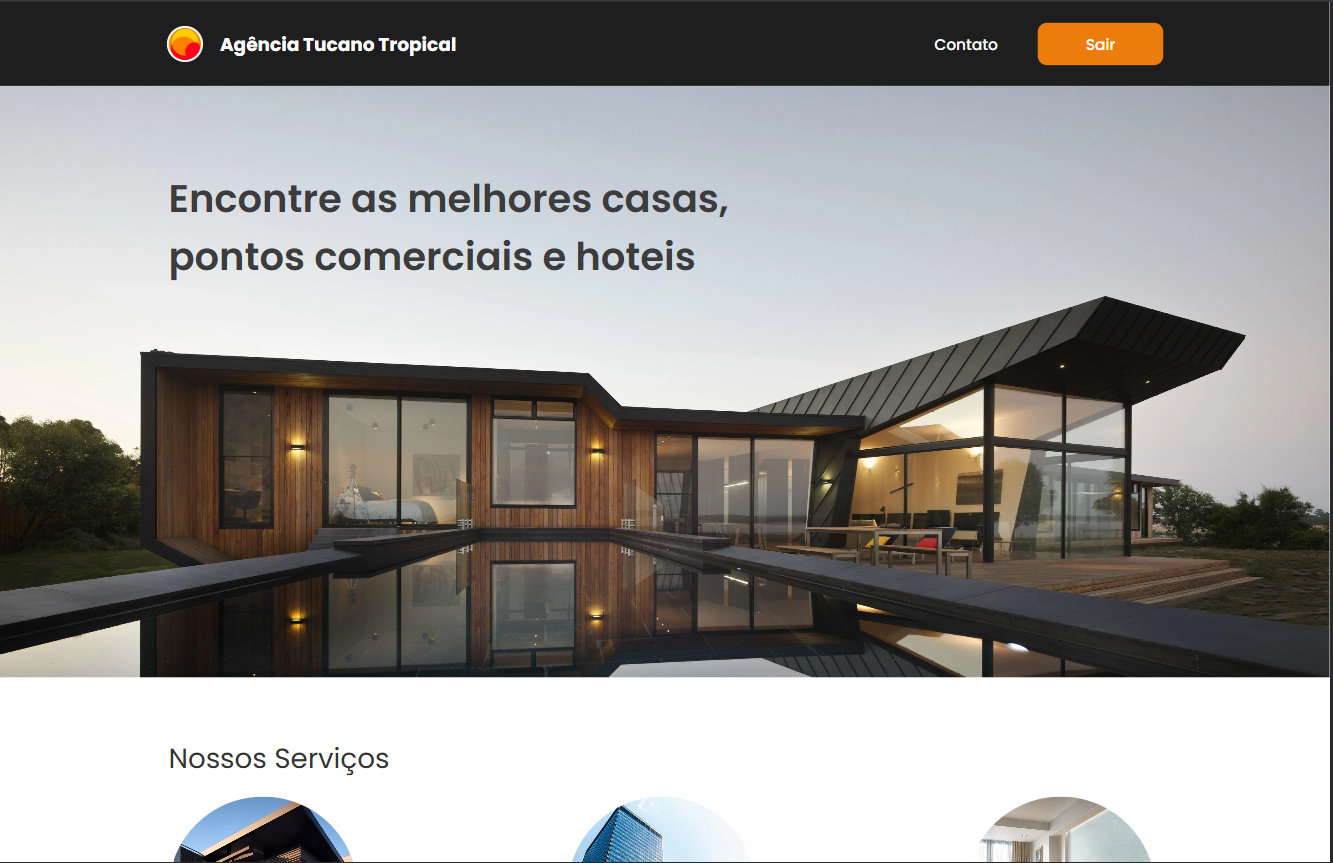 Agência Tucano Tropical
Contato
Sair
Encontre as melhores casas,
pontos comerciais e hoteis
Nossos Serviços